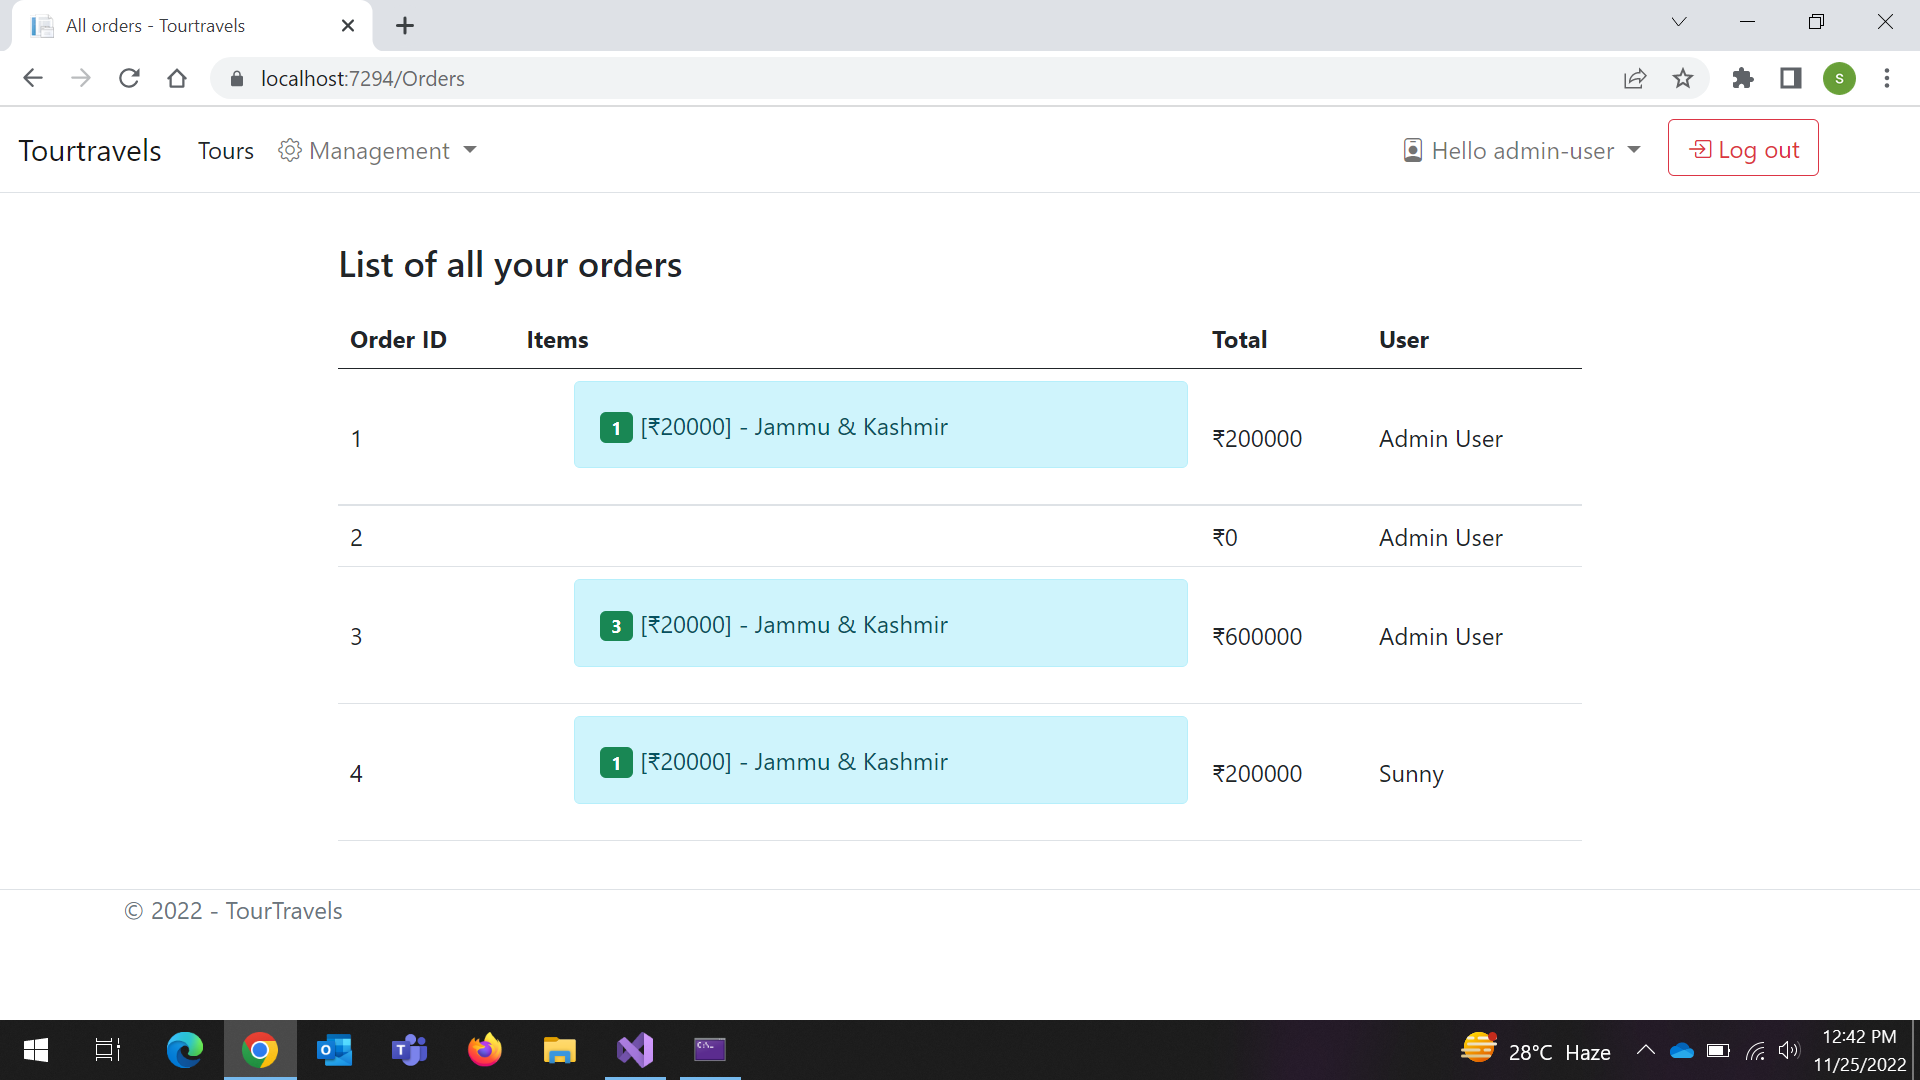 All orders - Tourtravels
localhost:7294/Orders
S
Tourtravels Tours Management Hello admin-user Log out
List of all your orders
Order ID Items Total User
1 1 [₹20000] - Jammu & Kashmir ₹200000 Admin User
2 ₹0 Admin User
3 3 [₹20000] - Jammu & Kashmir ₹600000 Admin User
4 1 [₹20000] - Jammu & Kashmir ₹200000 Sunny
© 2022 - TourTravels
28°C Haze
12:42 PM
11/25/2022